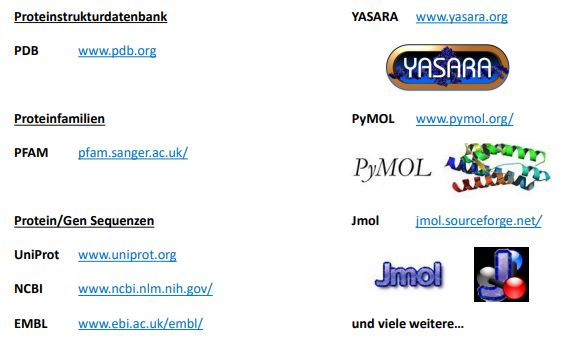 Proteinstrukturdatenbank
PDB www.pdb.org
Proteinfamilien
PFAM pfam.sanger.ac.uk/
Protein/Gen Sequenzen
UniProt www.uniprot.org
NCBI www.ncbi.nlm.nih.gov/
EMBL www.ebi.ac.uk/embl/
YASARA www.yasara.org
YASARA
PyMOL www.pymol.org/
PyMOL
Jmol jmol.sourceforge.net/
Jmol
J
und viele weitere…